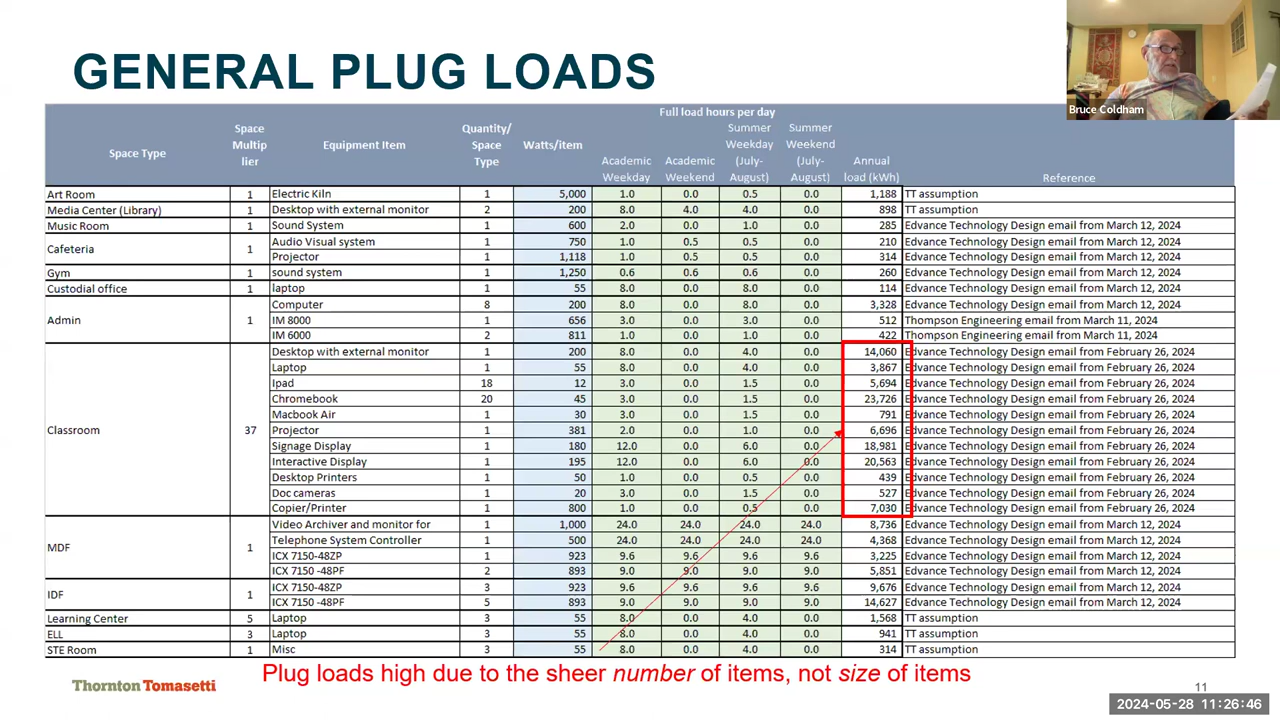 GENERAL PLUG LOADS
Bruce Coldham
Full load hours per day
Space Type | Space Multip lier | Equipment Item | Quantity/ Space Type | Watts/item | Academic Weekday | Academic Weekend | Summer Weekday (July-August) | Summer Weekend (July-August) | Annual load (kWh) | Reference
Art Room | 1 | Electric Kiln | 1 | 5,000 | 1.0 | 0.0 | 0.5 | 0.0 | 1,188 | TT assumption
Media Center (Library) | 1 | Desktop with external monitor | 2 | 200 | 8.0 | 4.0 | 4.0 | 0.0 | 898 | TT assumption
Music Room | 1 | Sound System | 1 | 600 | 2.0 | 0.0 | 1.0 | 0.0 | 285 | Edvance Technology Design email from March 12, 2024
Cafeteria | 1 | Audio Visual system | 1 | 750 | 1.0 | 0.5 | 0.5 | 0.0 | 210 | Edvance Technology Design email from March 12, 2024
Projector | 1 | 1,118 | 1.0 | 0.5 | 0.5 | 0.0 | 314 | Edvance Technology Design email from March 12, 2024
Gym | 1 | sound system | 1 | 1,250 | 0.6 | 0.6 | 0.6 | 0.0 | 260 | Edvance Technology Design email from March 12, 2024
Custodial office | 1 | laptop | 1 | 55 | 8.0 | 0.0 | 8.0 | 0.0 | 114 | Edvance Technology Design email from March 12, 2024
Admin | 1 | Computer | 8 | 200 | 8.0 | 0.0 | 8.0 | 0.0 | 3,328 | Edvance Technology Design email from March 12, 2024
IM 8000 | 1 | 656 | 3.0 | 0.0 | 3.0 | 0.0 | 512 | Thompson Engineering email from March 11, 2024
IM 6000 | 2 | 811 | 1.0 | 0.0 | 1.0 | 0.0 | 422 | Thompson Engineering email from March 11, 2024
Classroom | 37 | Desktop with external monitor | 1 | 200 | 8.0 | 0.0 | 4.0 | 0.0 | 14,060 | Edvance Technology Design email from February 26, 2024
Laptop | 1 | 55 | 8.0 | 0.0 | 4.0 | 0.0 | 3,867 | Edvance Technology Design email from February 26, 2024
Ipad | 18 | 12 | 3.0 | 0.0 | 1.5 | 0.0 | 5,694 | Edvance Technology Design email from February 26, 2024
Chromebook | 20 | 45 | 3.0 | 0.0 | 1.5 | 0.0 | 23,726 | Edvance Technology Design email from February 26, 2024
Macbook Air | 1 | 30 | 3.0 | 0.0 | 1.5 | 0.0 | 791 | Edvance Technology Design email from February 26, 2024
Projector | 1 | 381 | 2.0 | 0.0 | 1.0 | 0.0 | 6,696 | Edvance Technology Design email from February 26, 2024
Signage Display | 1 | 180 | 12.0 | 0.0 | 6.0 | 0.0 | 18,981 | Edvance Technology Design email from February 26, 2024
Interactive Display | 1 | 195 | 12.0 | 0.0 | 6.0 | 0.0 | 20,563 | Edvance Technology Design email from February 26, 2024
Desktop Printers | 1 | 50 | 1.0 | 0.0 | 0.5 | 0.0 | 439 | Edvance Technology Design email from February 26, 2024
Doc cameras | 1 | 20 | 3.0 | 0.0 | 1.5 | 0.0 | 527 | Edvance Technology Design email from February 26, 2024
Copier/Printer | 1 | 800 | 1.0 | 0.0 | 0.5 | 0.0 | 7,030 | Edvance Technology Design email from February 26, 2024
MDF | 1 | Video Archiver and monitor for | 1 | 1,000 | 24.0 | 24.0 | 24.0 | 24.0 | 8,736 | Edvance Technology Design email from March 12, 2024
Telephone System Controller | 1 | 500 | 24.0 | 24.0 | 24.0 | 24.0 | 4,368 | Edvance Technology Design email from March 12, 2024
ICX 7150-48ZP | 1 | 923 | 9.6 | 9.6 | 9.6 | 9.6 | 3,225 | Edvance Technology Design email from March 12, 2024
ICX 7150 -48PF | 2 | 893 | 9.0 | 9.0 | 9.0 | 9.0 | 5,851 | Edvance Technology Design email from March 12, 2024
IDF | 1 | ICX 7150-48ZP | 3 | 923 | 9.6 | 9.6 | 9.6 | 9.6 | 9,676 | Edvance Technology Design email from March 12, 2024
ICX 7150 -48PF | 5 | 893 | 9.0 | 9.0 | 9.0 | 9.0 | 14,627 | Edvance Technology Design email from March 12, 2024
Learning Center | 5 | Laptop | 3 | 55 | 8.0 | 0.0 | 4.0 | 0.0 | 1,568 | TT assumption
ELL | 3 | Laptop | 3 | 55 | 8.0 | 0.0 | 4.0 | 0.0 | 941 | TT assumption
STE Room | 1 | Misc | 3 | 55 | 8.0 | 0.0 | 4.0 | 0.0 | 314 | TT assumption
Plug loads high due to the sheer number of items, not size of items
Thornton Tomasetti
11
2024-05-28 11:26:46